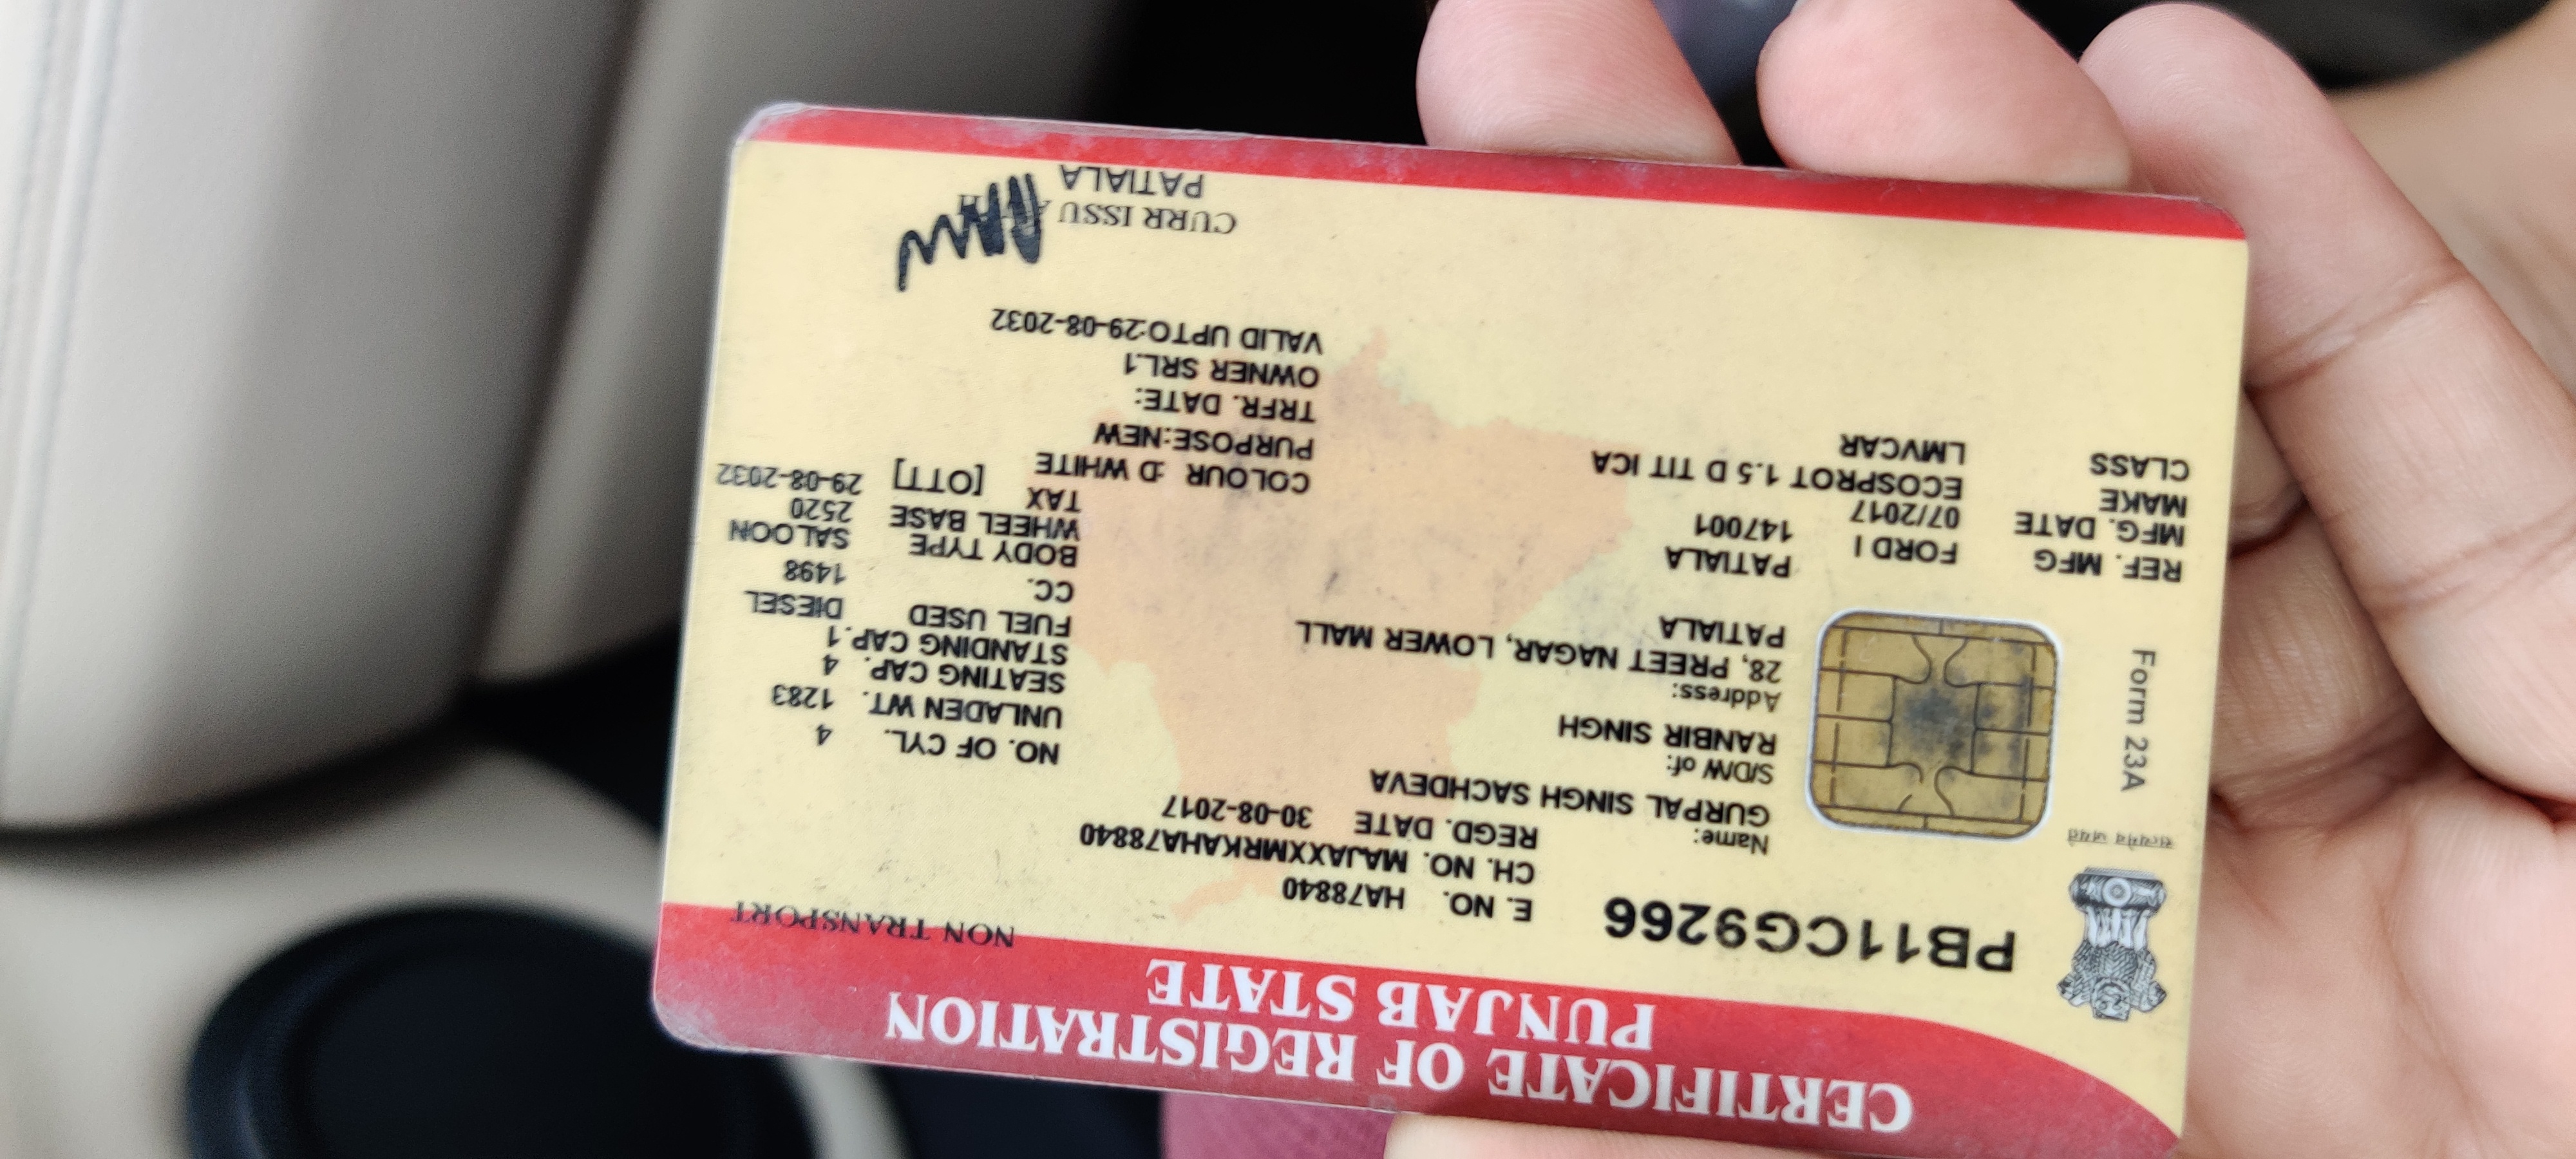 CERTIFICATE OF REGISTRATION
PUNJAB STATE
NON TRANSPORT
PB11CG9266
E. NO. HA78840
CH. NO. MAJAXXMRKAHA78840
REGD. DATE 30-08-2017
सत्यमेव जयते
Form 23A
Name:
GURPAL SINGH SACHDEVA
S/D/W of:
RANBIR SINGH
Address:
28, PREET NAGAR, LOWER MALL
PATIALA
PATIALA
147001
REF. MFG FORD I
MFG. DATE 07/2017
MAKE ECOSPROT 1.5 D TIT ICA
CLASS LMVCAR
NO. OF CYL. 4
UNLADEN WT. 1283
SEATING CAP. 4
STANDING CAP.1
FUEL USED DIESEL
CC. 1498
BODY TYPE SALOON
WHEEL BASE 2520
TAX [OTT] 29-08-2032
COLOUR :D WHITE
PURPOSE:NEW
TRFR. DATE:
OWNER SRL.1
VALID UPTO:29-08-2032
CURR ISSU
PATIALA